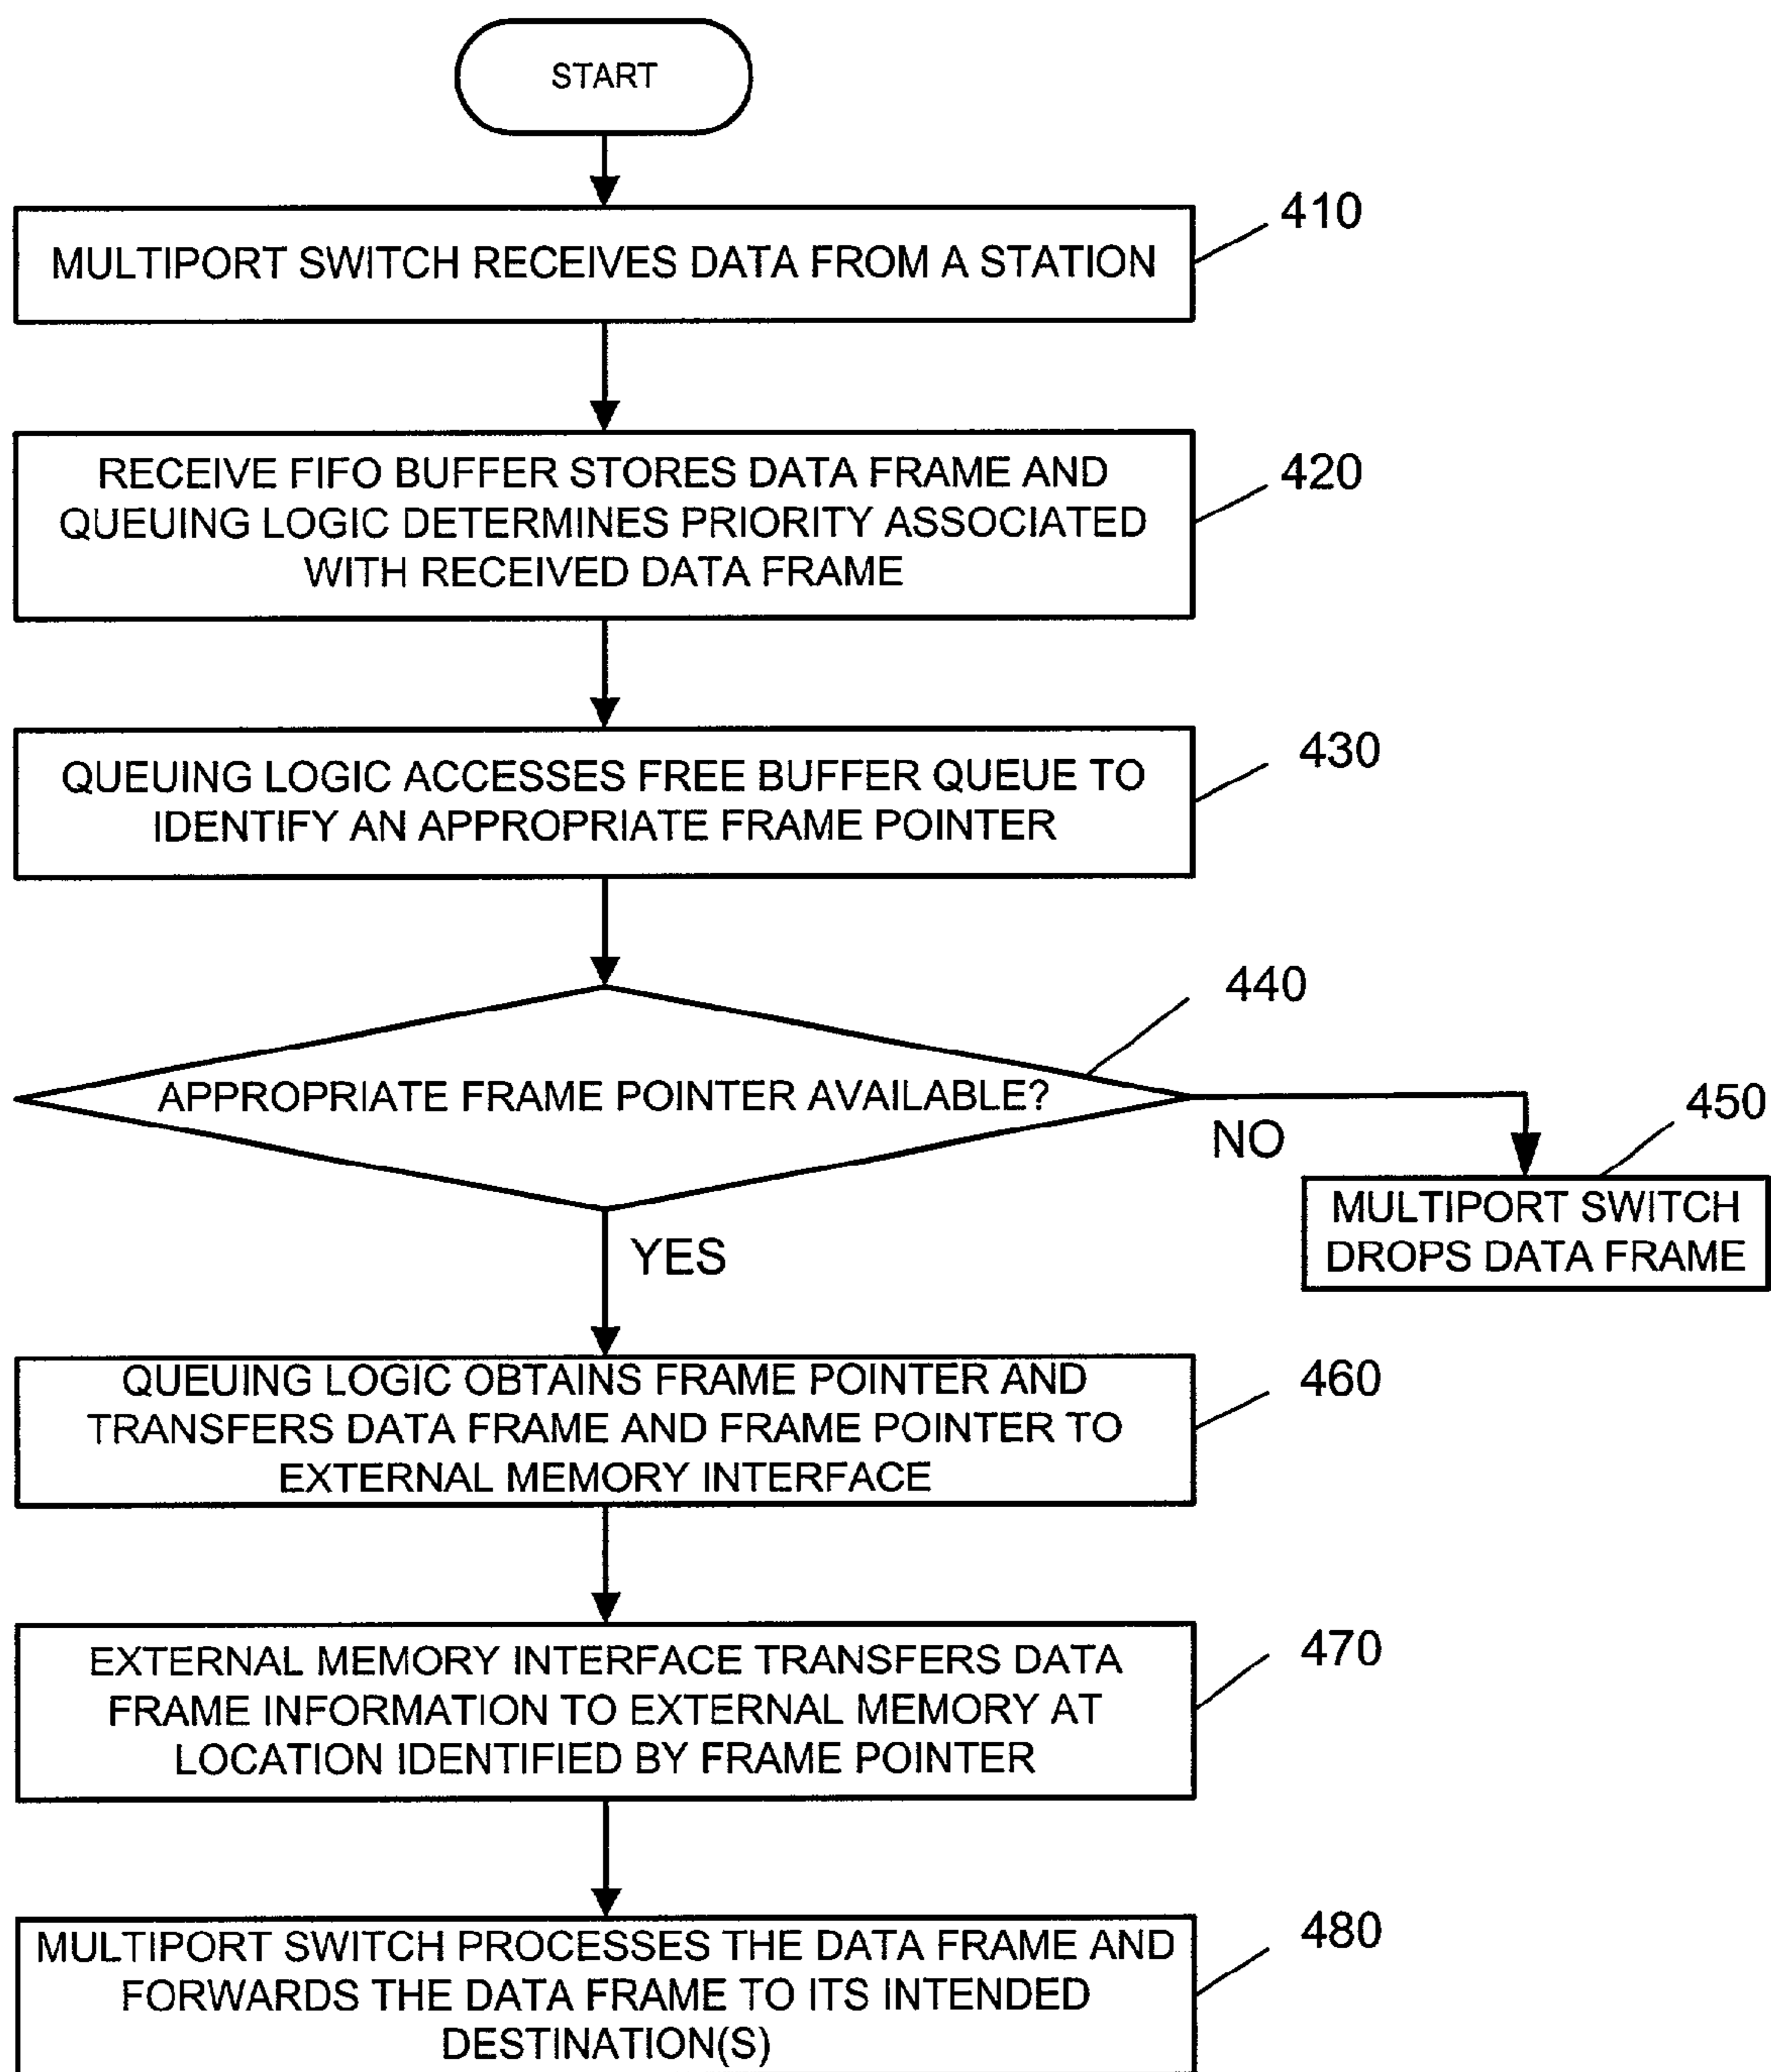 START
410
MULTIPORT SWITCH RECEIVES DATA FROM A STATION
420
RECEIVE FIFO BUFFER STORES DATA FRAME AND
QUEUING LOGIC DETERMINES PRIORITY ASSOCIATED
WITH RECEIVED DATA FRAME
430
QUEUING LOGIC ACCESSES FREE BUFFER QUEUE TO
IDENTIFY AN APPROPRIATE FRAME POINTER
440
APPROPRIATE FRAME POINTER AVAILABLE?
NO
450
MULTIPORT SWITCH
DROPS DATA FRAME
YES
460
QUEUING LOGIC OBTAINS FRAME POINTER AND
TRANSFERS DATA FRAME AND FRAME POINTER TO
EXTERNAL MEMORY INTERFACE
470
EXTERNAL MEMORY INTERFACE TRANSFERS DATA
FRAME INFORMATION TO EXTERNAL MEMORY AT
LOCATION IDENTIFIED BY FRAME POINTER
480
MULTIPORT SWITCH PROCESSES THE DATA FRAME AND
FORWARDS THE DATA FRAME TO ITS INTENDED
DESTINATION(S)